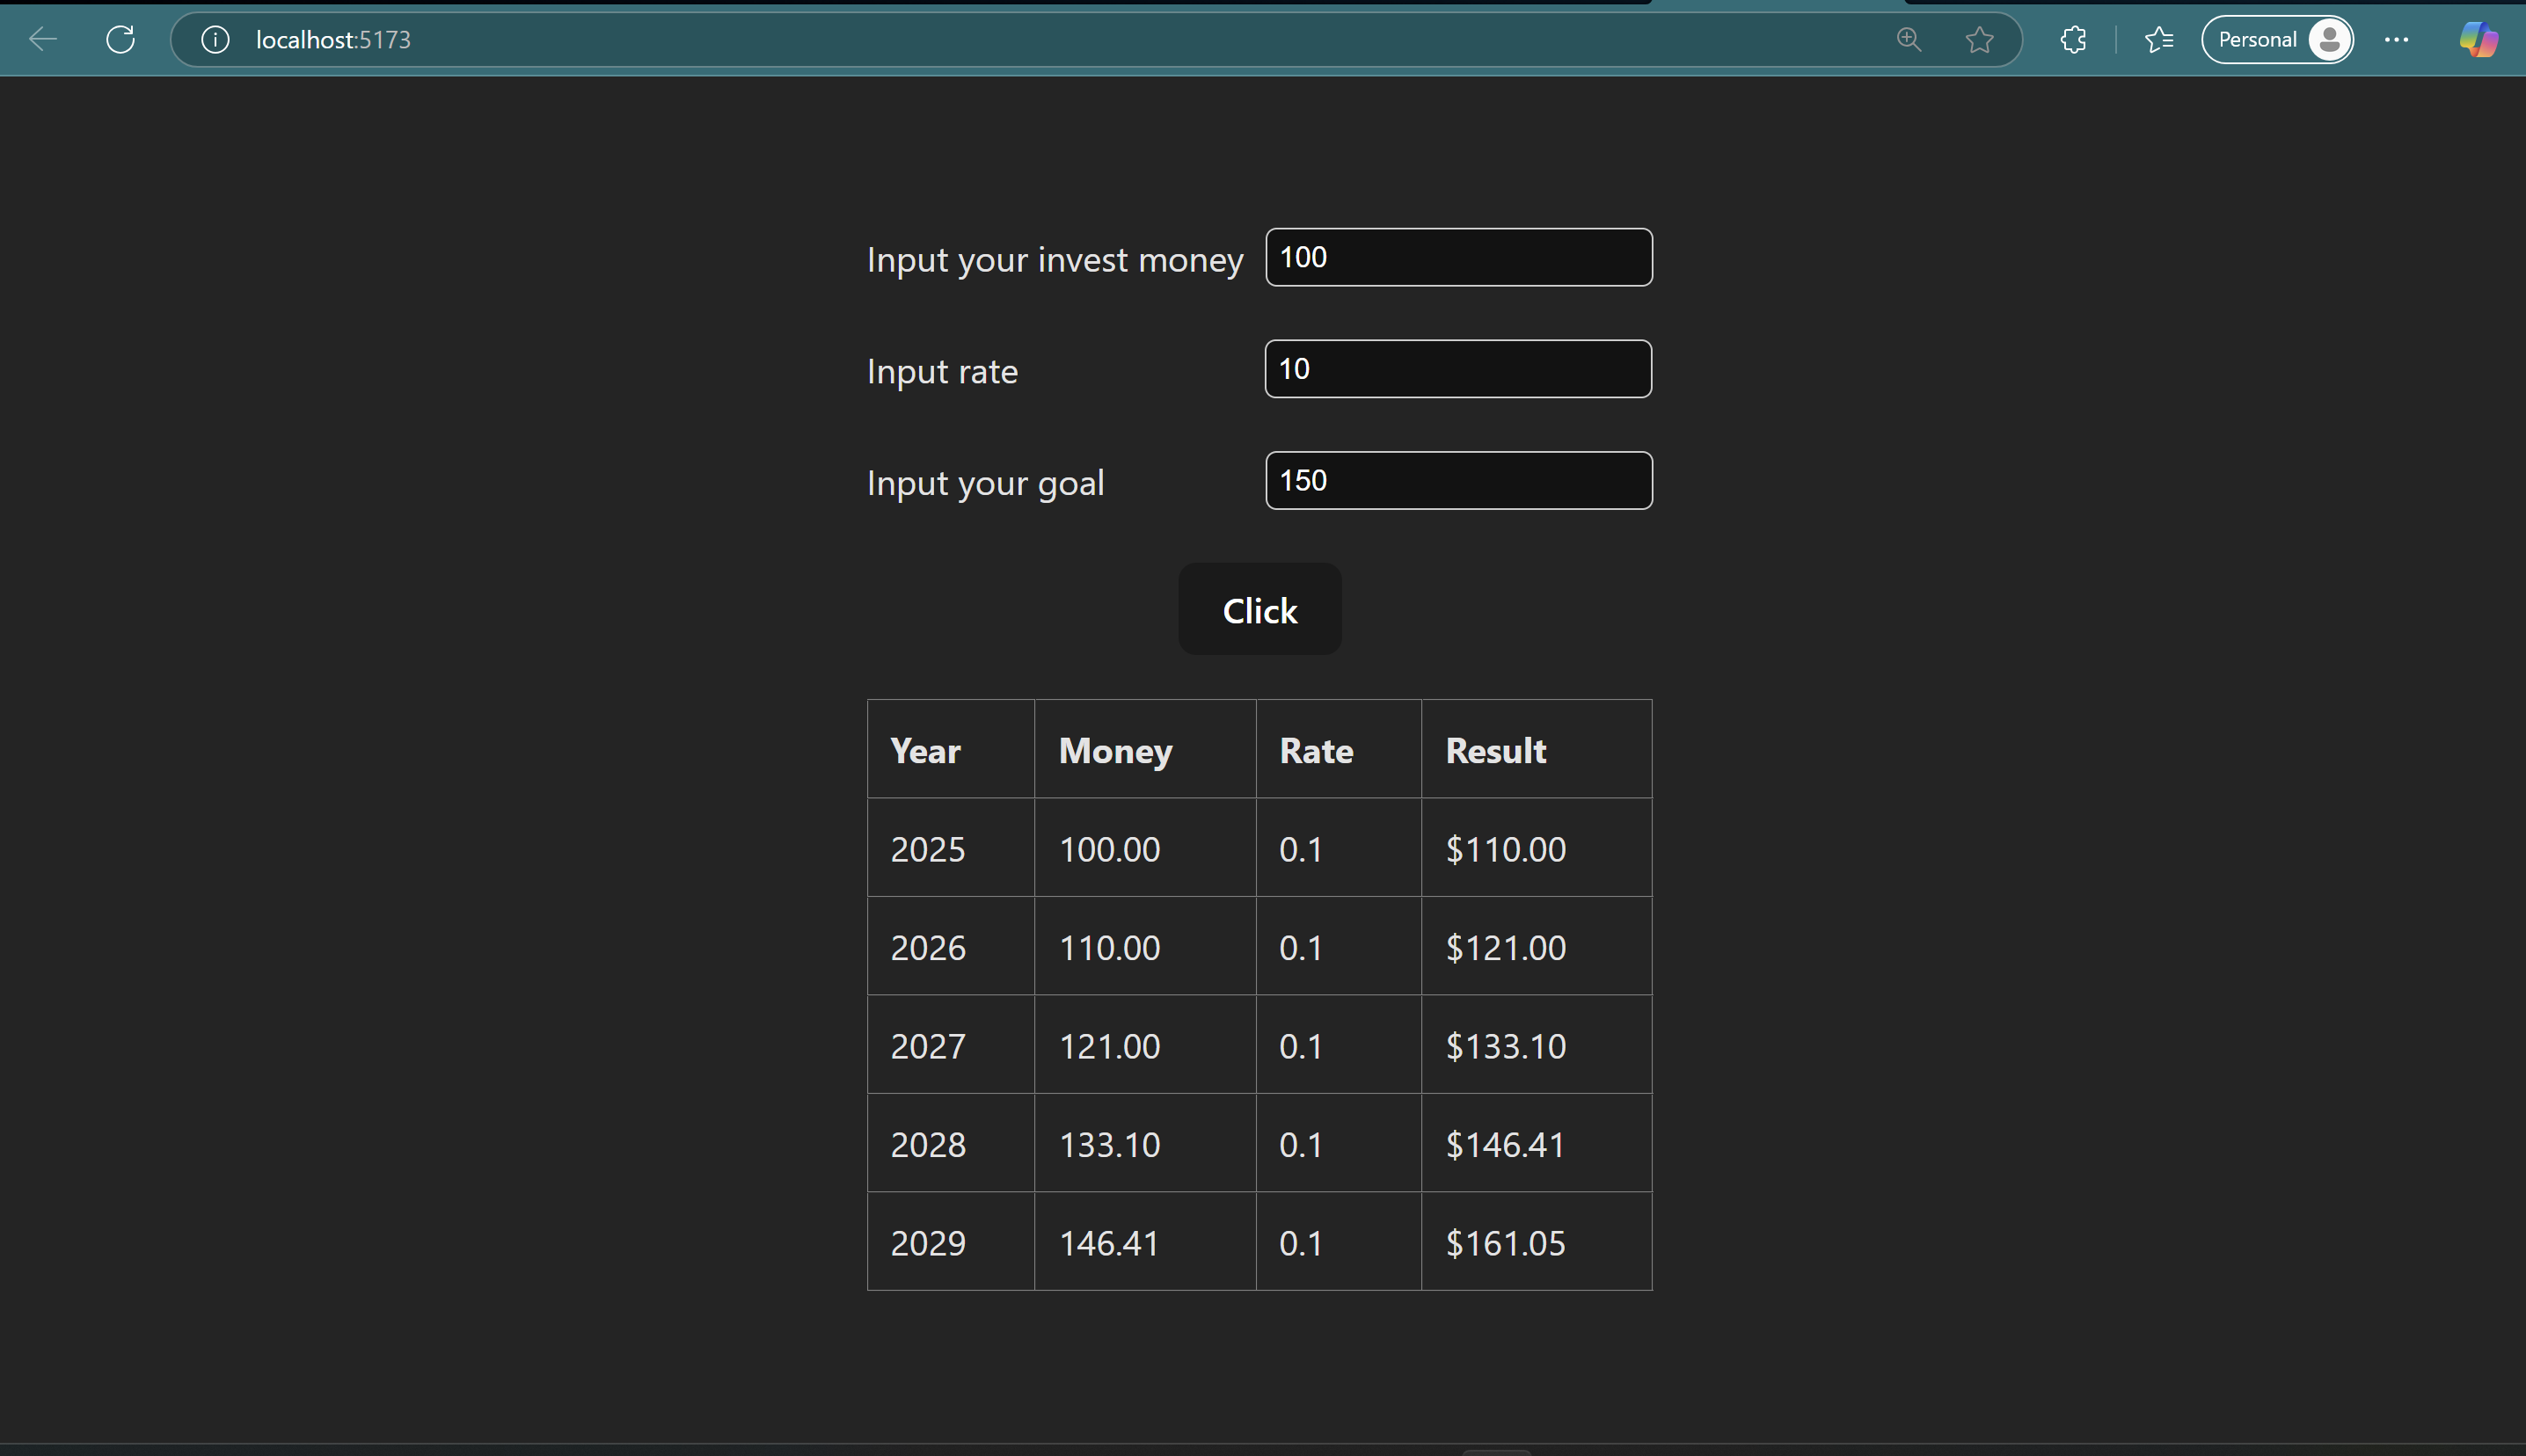 localhost:5173 Personal
Input your invest money 100
Input rate 10
Input your goal 150
Click
Year Money Rate Result
2025 100.00 0.1 $110.00
2026 110.00 0.1 $121.00
2027 121.00 0.1 $133.10
2028 133.10 0.1 $146.41
2029 146.41 0.1 $161.05